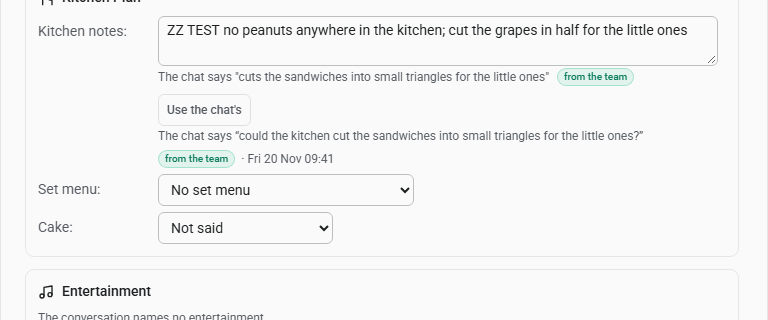 Kitchen Plan
Kitchen notes:
ZZ TEST no peanuts anywhere in the kitchen; cut the grapes in half for the little ones
The chat says "cuts the sandwiches into small triangles for the little ones" from the team
Use the chat's
The chat says “could the kitchen cut the sandwiches into small triangles for the little ones?”
from the team · Fri 20 Nov 09:41
Set menu: No set menu
Cake: Not said
Entertainment
The conversation names no entertainment